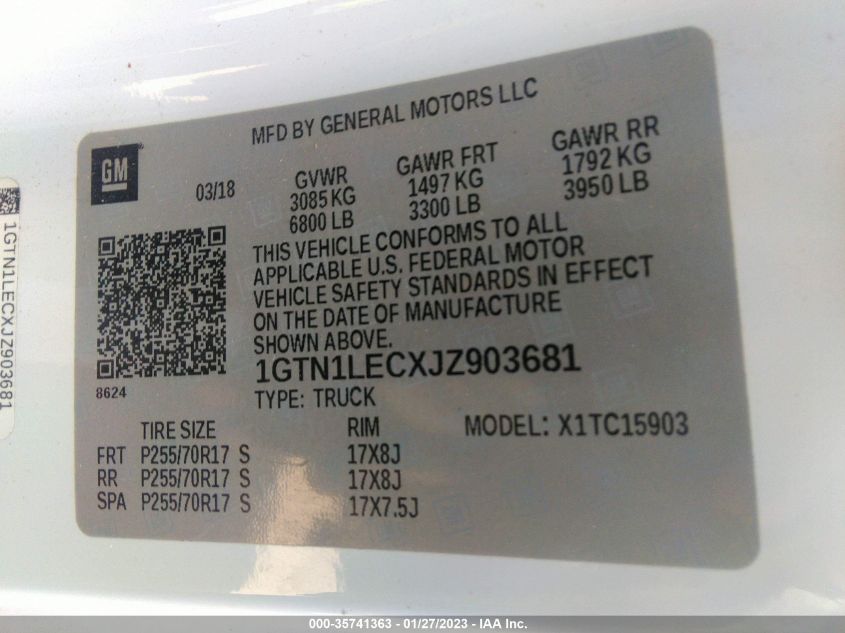 MFD BY GENERAL MOTORS LLC
GM
03/18
GVWR GAWR FRT GAWR RR
3085 KG 1497 KG 1792 KG
6800 LB 3300 LB 3950 LB
THIS VEHICLE CONFORMS TO ALL
APPLICABLE U.S. FEDERAL MOTOR
VEHICLE SAFETY STANDARDS IN EFFECT
ON THE DATE OF MANUFACTURE
SHOWN ABOVE.
1GTN1LECXJZ903681
8624
TYPE: TRUCK
TIRE SIZE RIM MODEL: X1TC15903
FRT P255/70R17 S 17X8J
RR P255/70R17 S 17X8J
SPA P255/70R17 S 17X7.5J
1GTN1LECXJZ903681
000-35741363 - 01/27/2023 - IAA Inc.